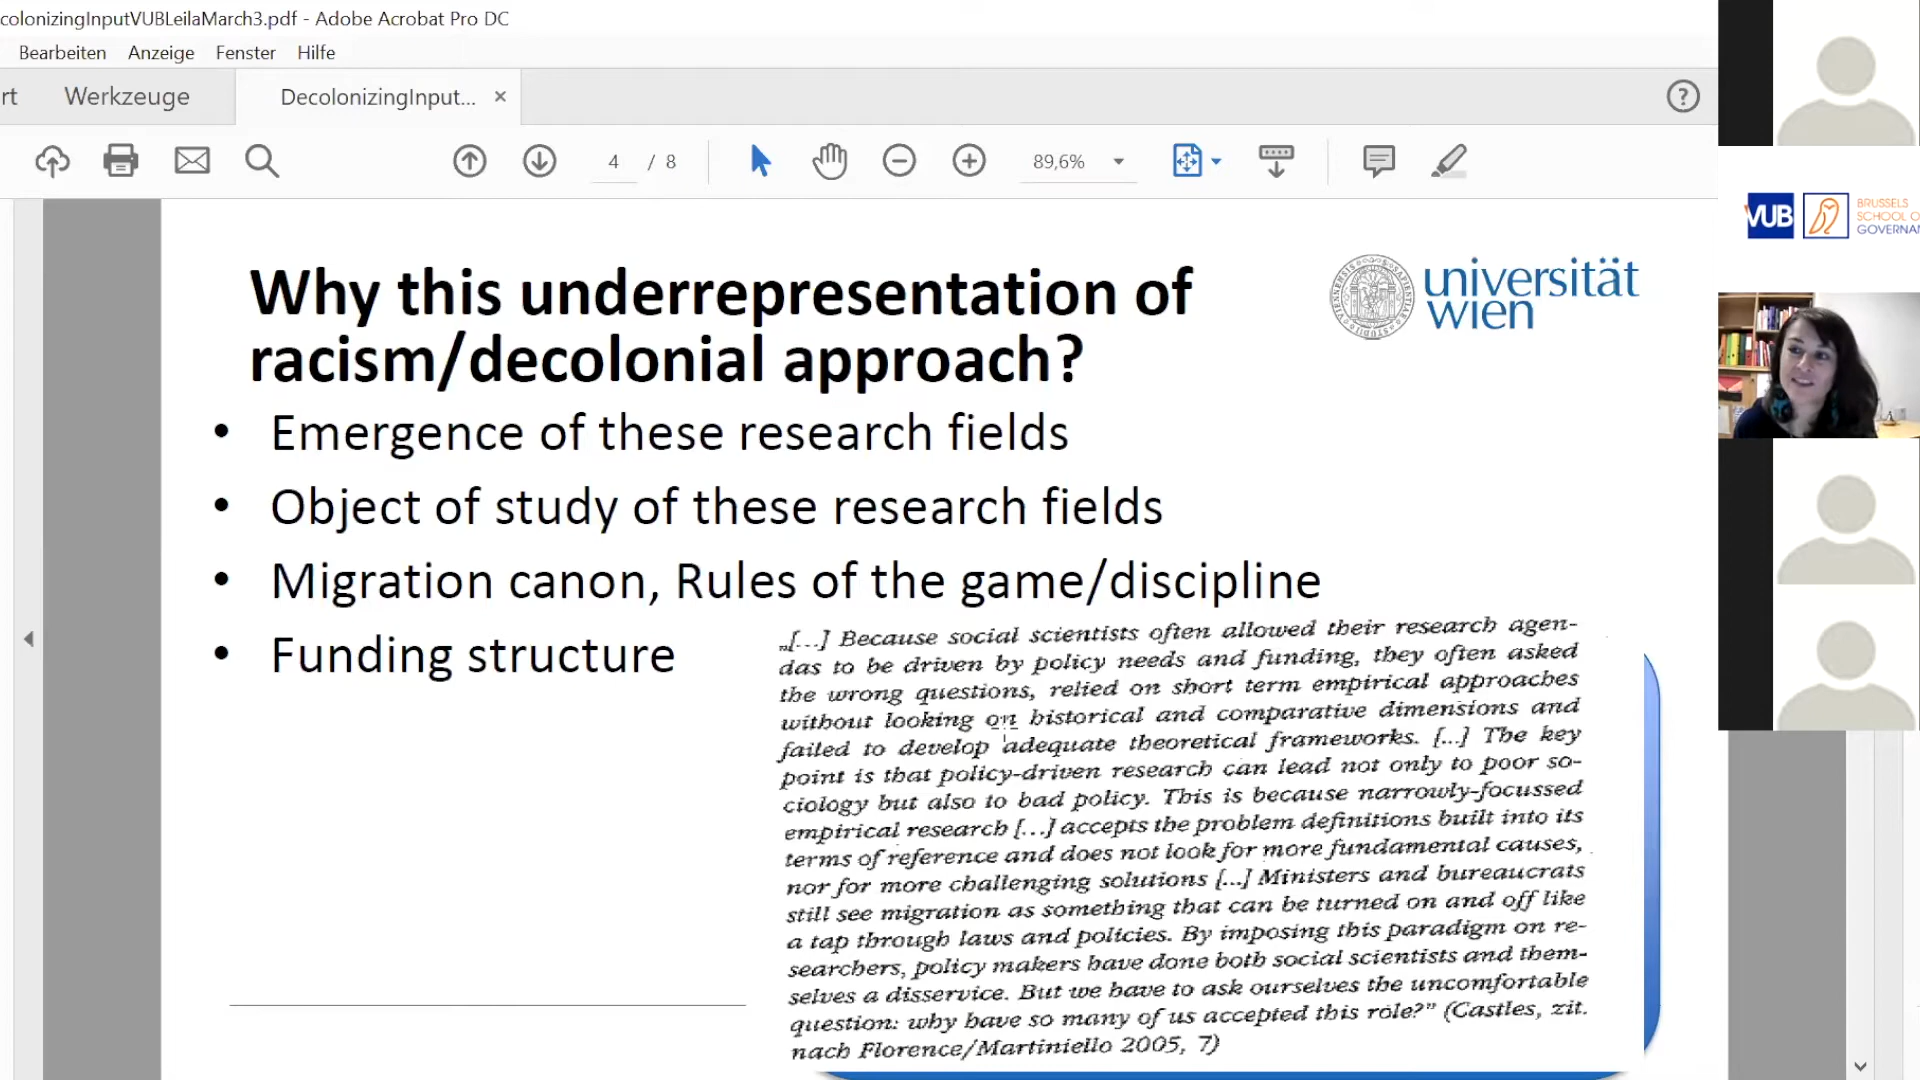 colonizingInputVUBLeilaMarch3.pdf - Adobe Acrobat Pro DC
Bearbeiten Anzeige Fenster Hilfe
rt Werkzeuge DecolonizingInput... ×
4 / 8 89,6%
VUB BRUSSELS
SCHOOL O
GOVERNAN
Why this underrepresentation of
racism/decolonial approach?
universität
wien
• Emergence of these research fields
• Object of study of these research fields
• Migration canon, Rules of the game/discipline
• Funding structure
„[...] Because social scientists often allowed their research agen-
das to be driven by policy needs and funding, they often asked
the wrong questions, relied on short term empirical approaches
without looking on historical and comparative dimensions and
failed to develop adequate theoretical frameworks. [...] The key
point is that policy-driven research can lead not only to poor so-
ciology but also to bad policy. This is because narrowly-focussed
empirical research [...] accepts the problem definitions built into its
terms of reference and does not look for more fundamental causes,
nor for more challenging solutions [...] Ministers and bureaucrats
still see migration as something that can be turned on and off like
a tap through laws and policies. By imposing this paradigm on re-
searchers, policy makers have done both social scientists and them-
selves a disservice. But we have to ask ourselves the uncomfortable
question: why have so many of us accepted this role?" (Castles, zit.
nach Florence/Martiniello 2005, 7)